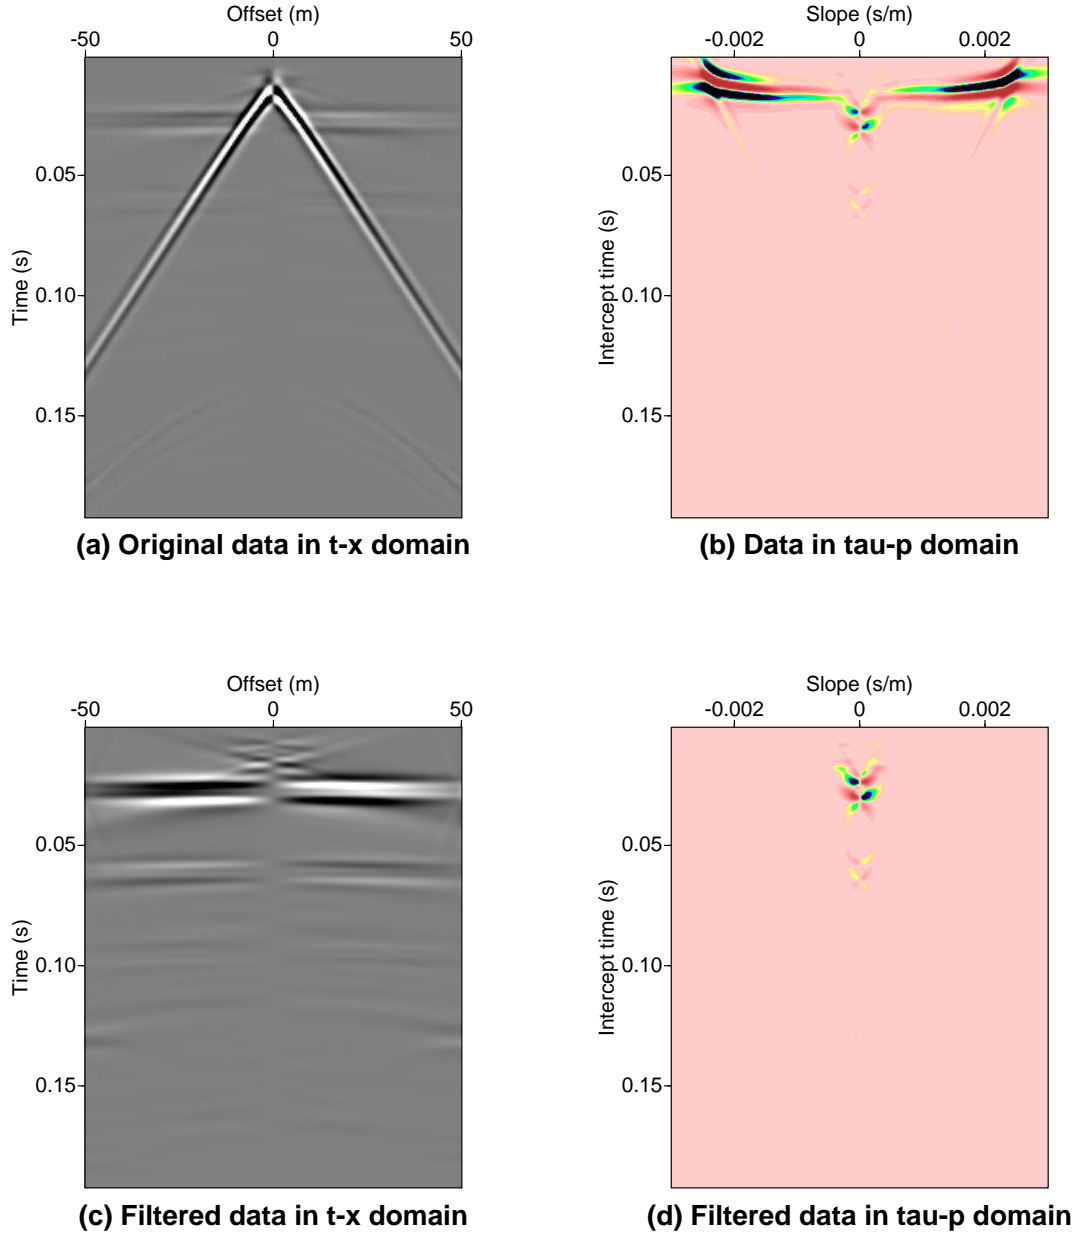 Offset (m)
-50 0 50
Time (s)
0.05
0.10
0.15
(a) Original data in t-x domain
Slope (s/m)
-0.002 0 0.002
Intercept time (s)
0.05
0.10
0.15
(b) Data in tau-p domain
Offset (m)
-50 0 50
Time (s)
0.05
0.10
0.15
(c) Filtered data in t-x domain
Slope (s/m)
-0.002 0 0.002
Intercept time (s)
0.05
0.10
0.15
(d) Filtered data in tau-p domain